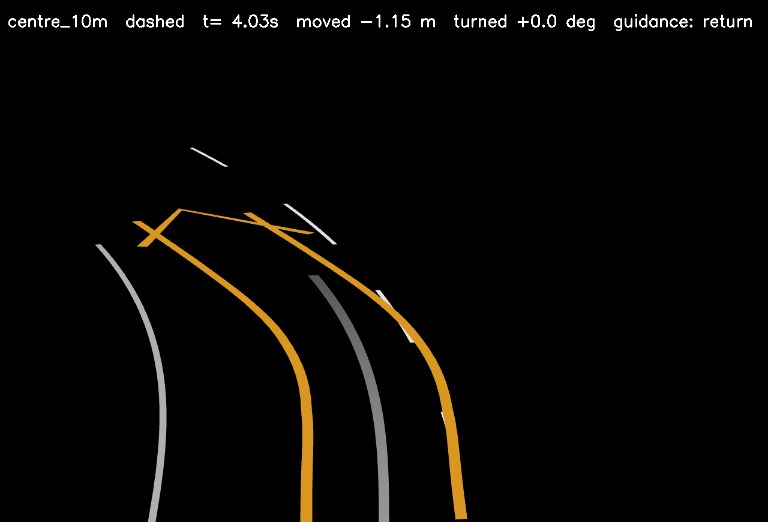 centre_10m dashed t= 4.03s moved −1.15 m turned +0.0 deg guidance: return